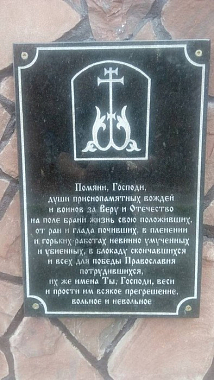 Помяни, Господи,
души приснопамятных вождей
и воинов за Веру и Отечество
на поле брани жизнь свою положивших,
от ран и глада почивших, в пленении
и горьких работах невинно умученных
и убиенных, в блокаду скончавшихся
и всех для победы Православия
потрудившихся,
их же имена Ты, Господи, веси
и прости им всякое прегрешение,
вольное и невольное